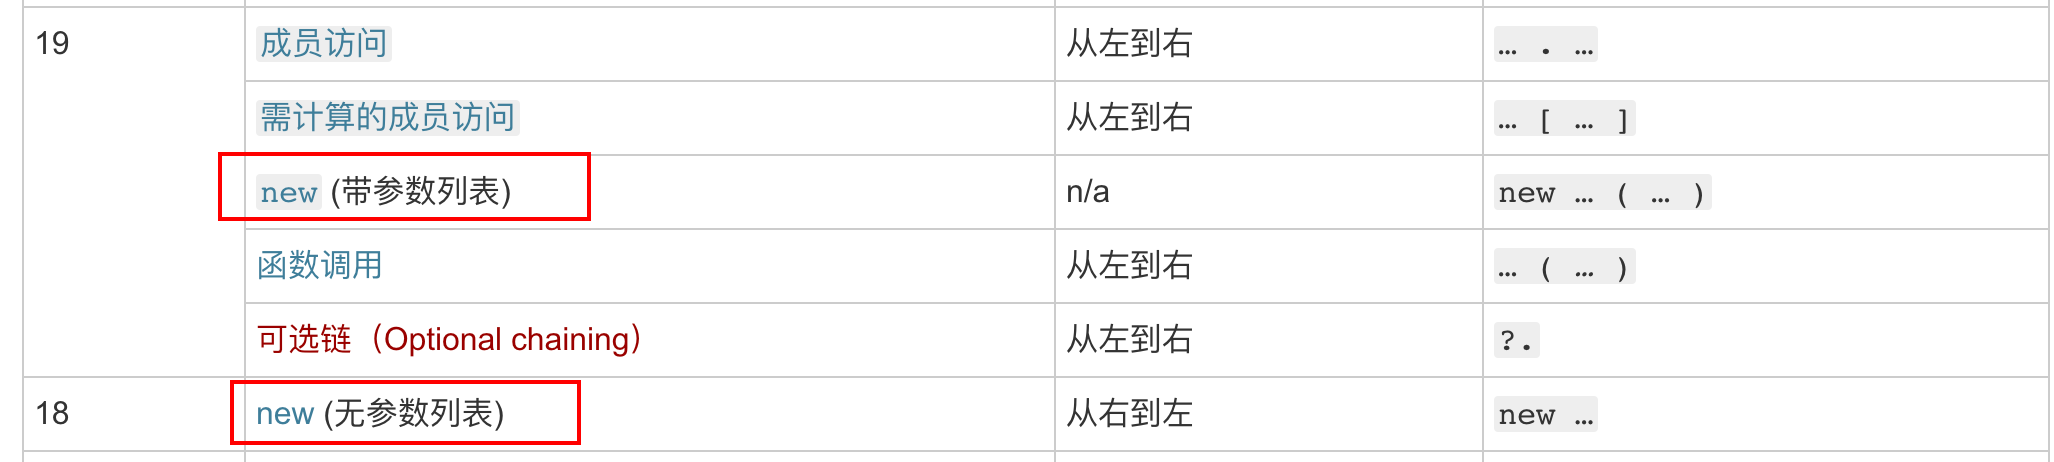 19 成员访问 从左到右 … . …
需计算的成员访问 从左到右 … [ … ]
new (带参数列表) n/a new … ( … )
函数调用 从左到右 … ( … )
可选链（Optional chaining） 从左到右 ?.
18 new (无参数列表) 从右到左 new …